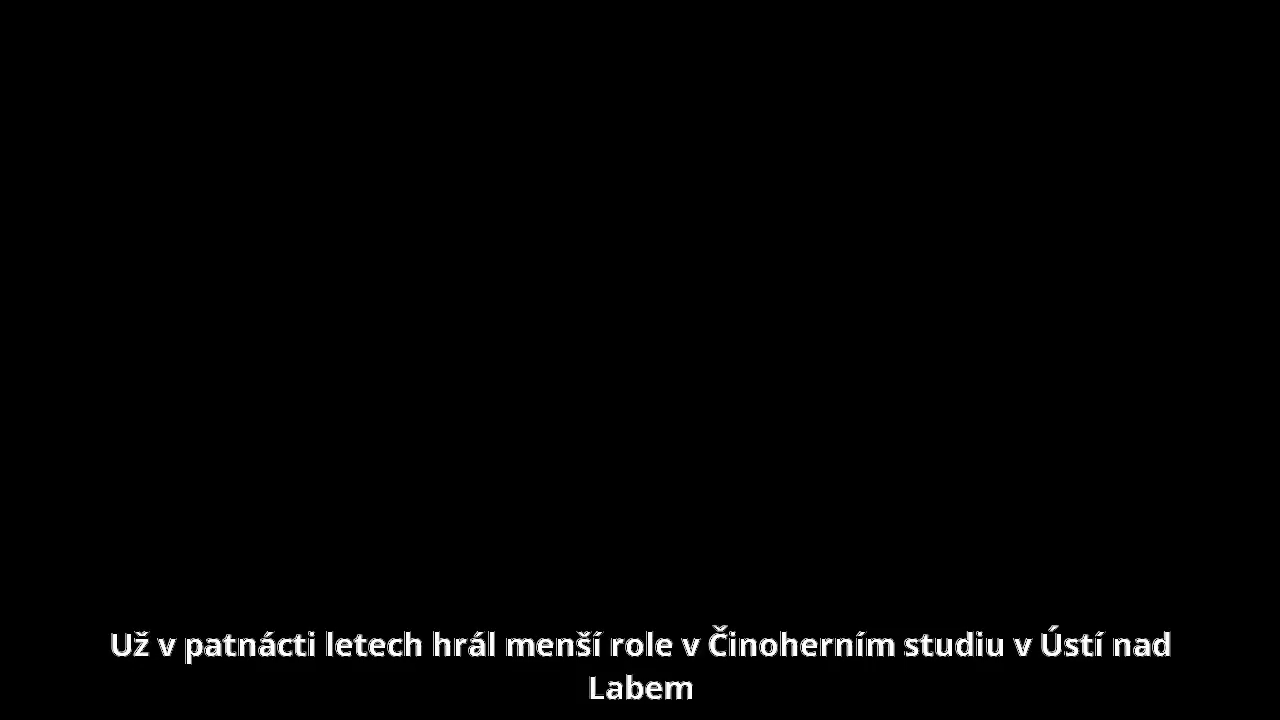 Už v patnácti letech hrál menší role v Činoherním studiu v Ústí nad
Labem